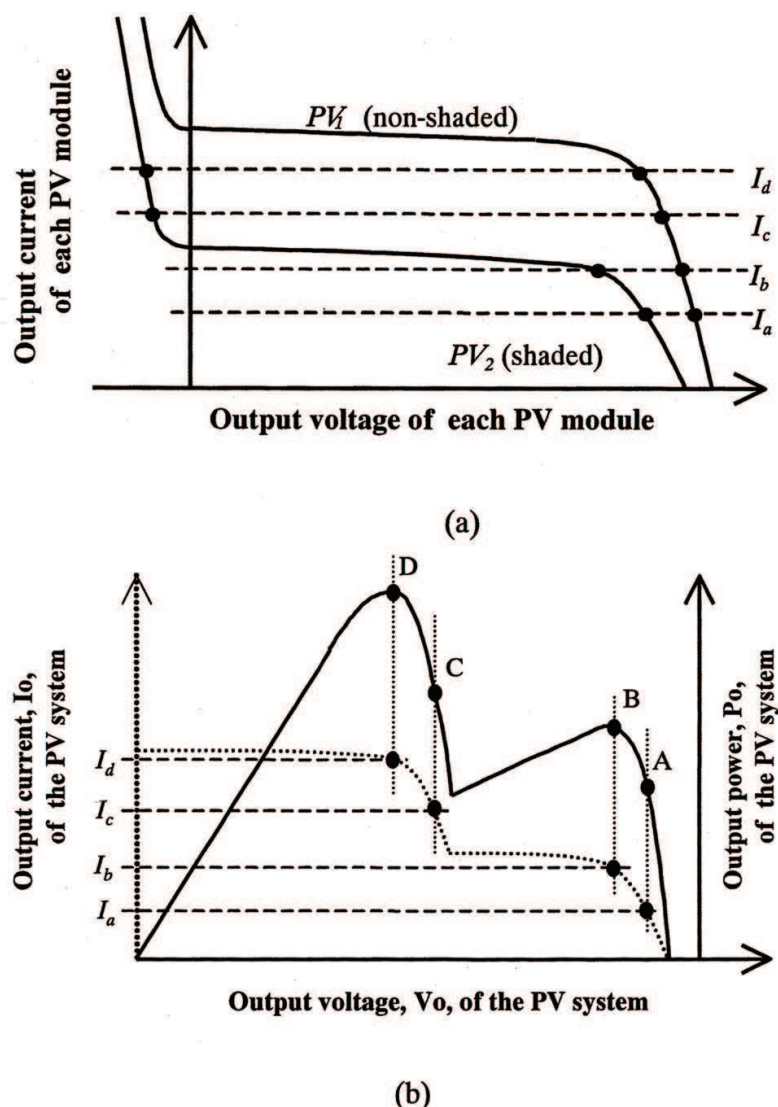 Output current
of each PV module
PV1 (non-shaded)
Id
Ic
Ib
Ia
PV2 (shaded)
Output voltage of each PV module
(a)
D
C
B
A
Output current, Io,
of the PV system
Id
Ic
Ib
Ia
Output power, Po,
of the PV system
Output voltage, Vo, of the PV system
(b)